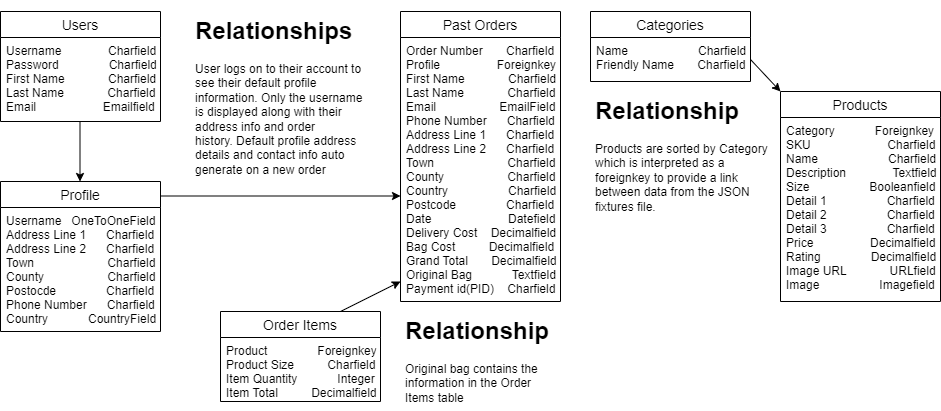 Users
Username Charfield
Password Charfield
First Name Charfield
Last Name Charfield
Email Emailfield
Relationships
User logs on to their account to
see their default profile
information. Only the username
is displayed along with their
address info and order
history. Default profile address
details and contact info auto
generate on a new order
Profile
Username OneToOneField
Address Line 1 Charfield
Address Line 2 Charfield
Town Charfield
County Charfield
Postocde Charfield
Phone Number Charfield
Country CountryField
Past Orders
Order Number Charfield
Profile Foreignkey
First Name Charfield
Last Name Charfield
Email EmailField
Phone Number Charfield
Address Line 1 Charfield
Address Line 2 Charfield
Town Charfield
County Charfield
Country Charfield
Postcode Charfield
Date Datefield
Delivery Cost Decimalfield
Bag Cost Decimalfield
Grand Total Decimalfield
Original Bag Textfield
Payment id(PID) Charfield
Order Items
Product Foreignkey
Product Size Charfield
Item Quantity Integer
Item Total Decimalfield
Relationship
Original bag contains the
information in the Order
Items table
Categories
Name Charfield
Friendly Name Charfield
Relationship
Products are sorted by Category
which is interpreted as a
foreignkey to provide a link
between data from the JSON
fixtures file.
Products
Category Foreignkey
SKU Charfield
Name Charfield
Description Textfield
Size Booleanfield
Detail 1 Charfield
Detail 2 Charfield
Detail 3 Charfield
Price Decimalfield
Rating Decimalfield
Image URL URLfield
Image Imagefield